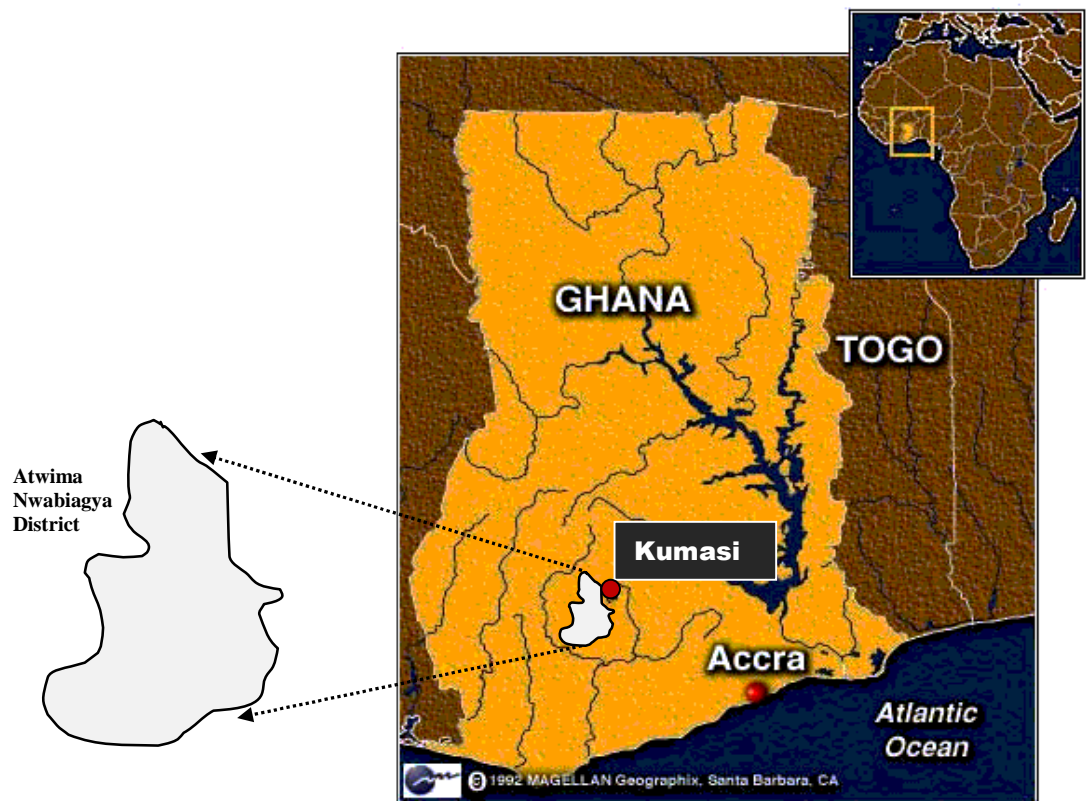 GHANA
TOGO
Atwima
Nwabiagya
District
Kumasi
Accra
Atlantic
Ocean
© 1992 MAGELLAN Geographix, Santa Barbara, CA